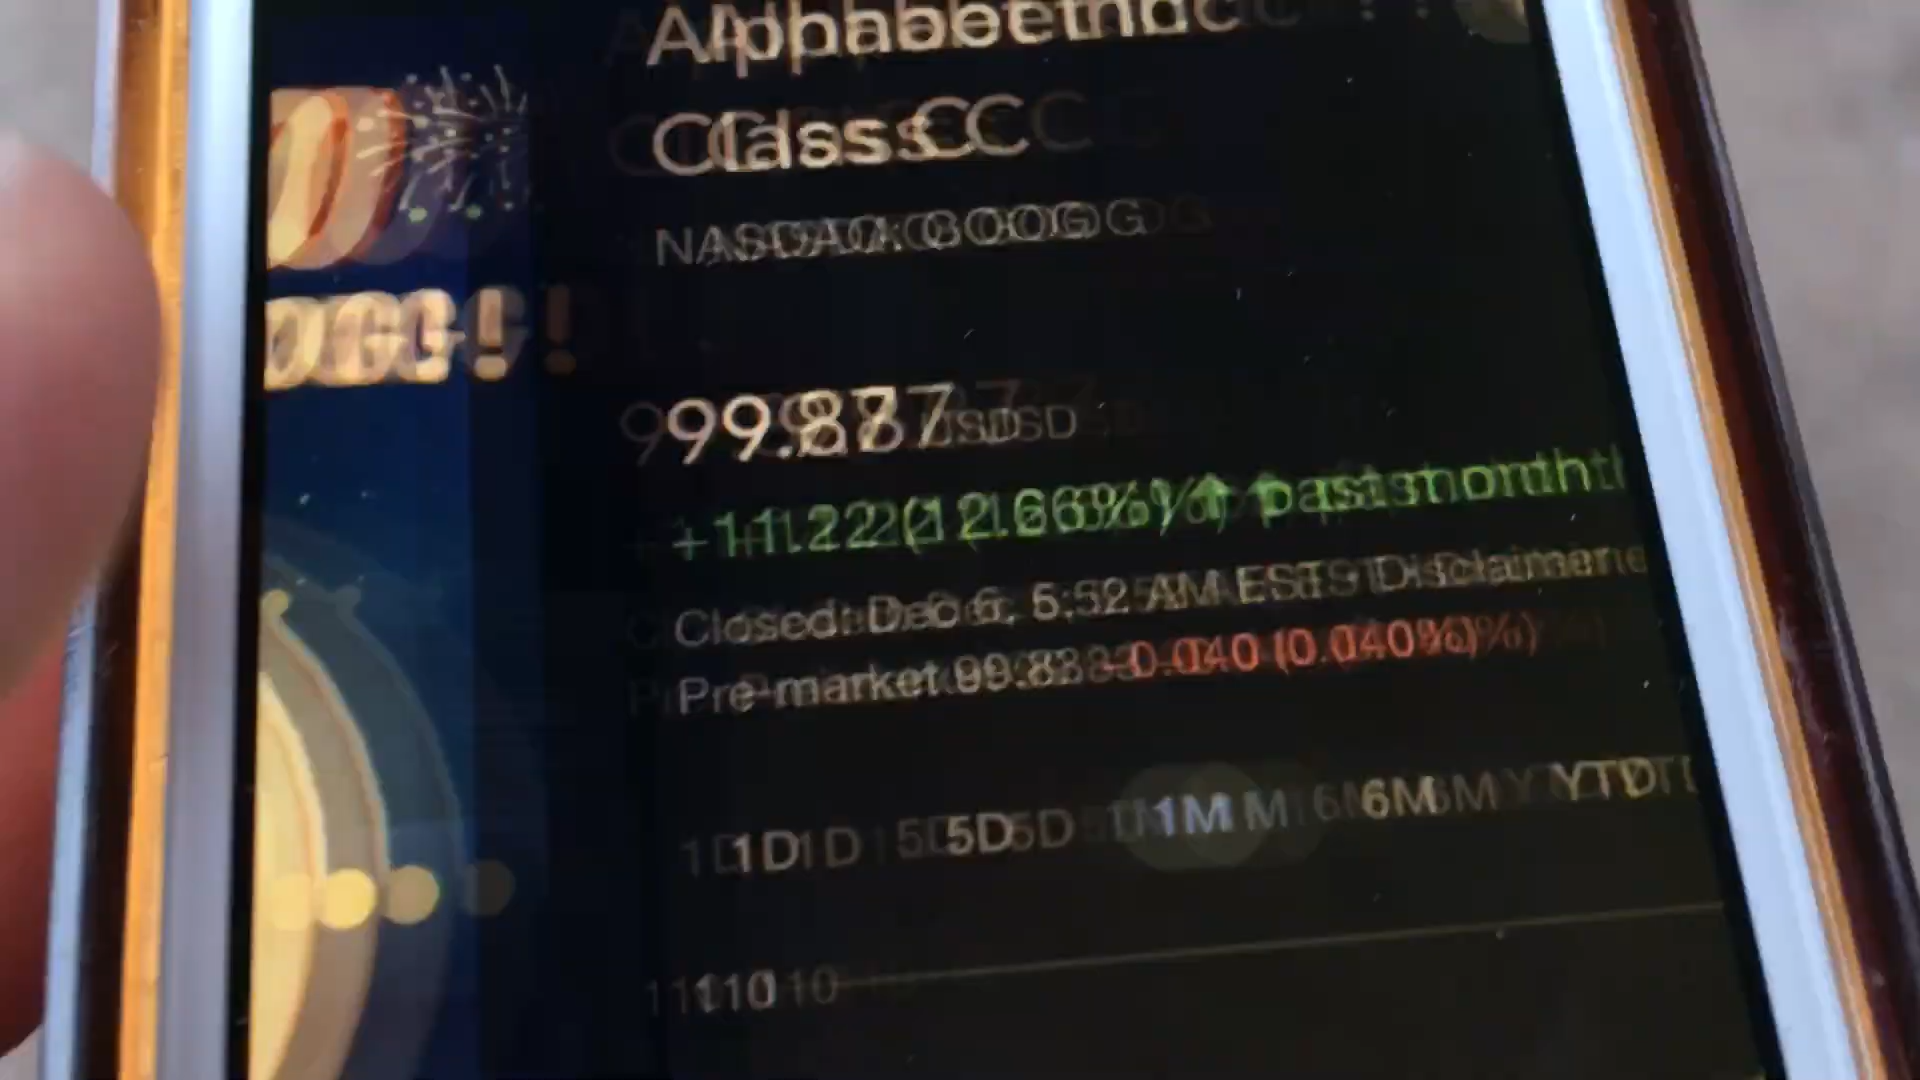 Alphabet Inc
Class C
NASDAQ: GOOG
OGG!
99.87 USD
+11.22 (12.66%) ↑ past month
Closed: Dec 6, 5:52 AM EST • Disclaimer
Pre-market 99.83 -0.040 (0.040%)
1D 5D 1M 6M YTD
110